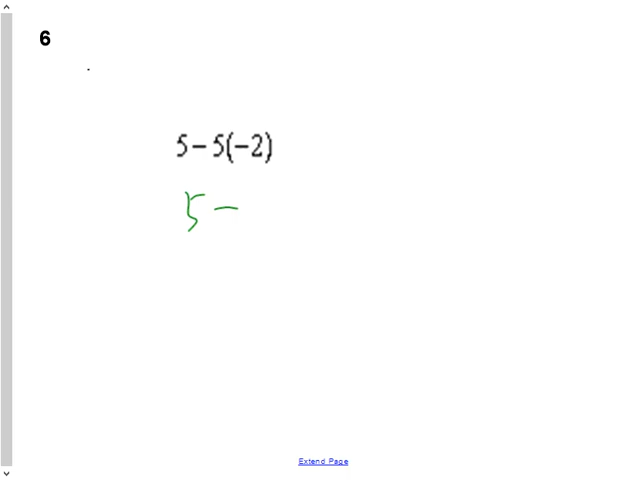 6
.
5 – 5(–2)
5 –
Extend Page